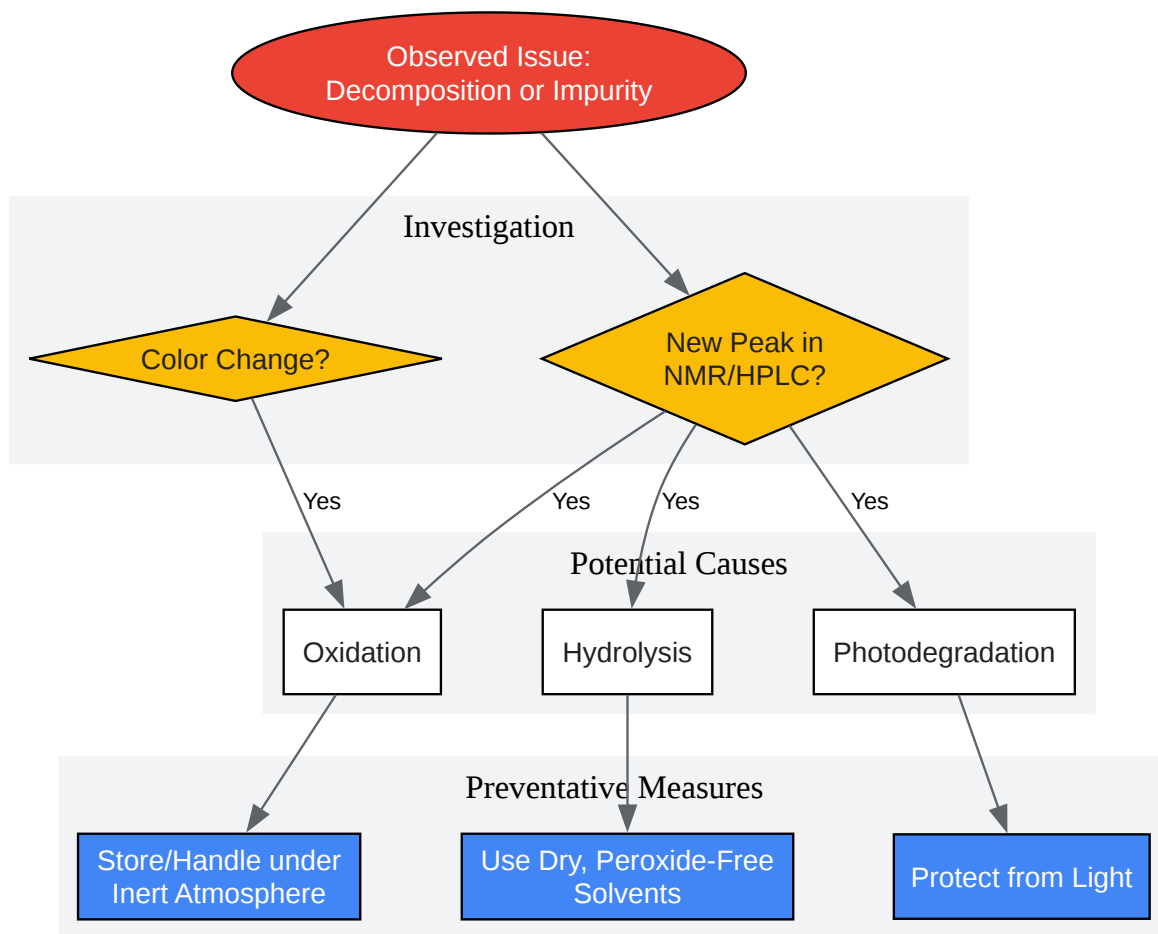 Observed Issue:
Decomposition or Impurity
Investigation
Color Change?
New Peak in
NMR/HPLC?
Yes
Yes
Yes
Yes
Potential Causes
Oxidation
Hydrolysis
Photodegradation
Preventative Measures
Store/Handle under
Inert Atmosphere
Use Dry, Peroxide-Free
Solvents
Protect from Light